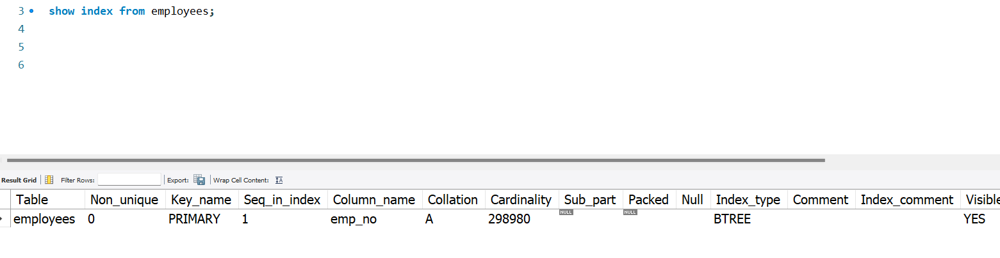 3 show index from employees;
4
5
6
Result Grid Filter Rows: Export: Wrap Cell Content:
Table Non_unique Key_name Seq_in_index Column_name Collation Cardinality Sub_part Packed Null Index_type Comment Index_comment Visible
employees 0 PRIMARY 1 emp_no A 298980 NULL NULL BTREE YES